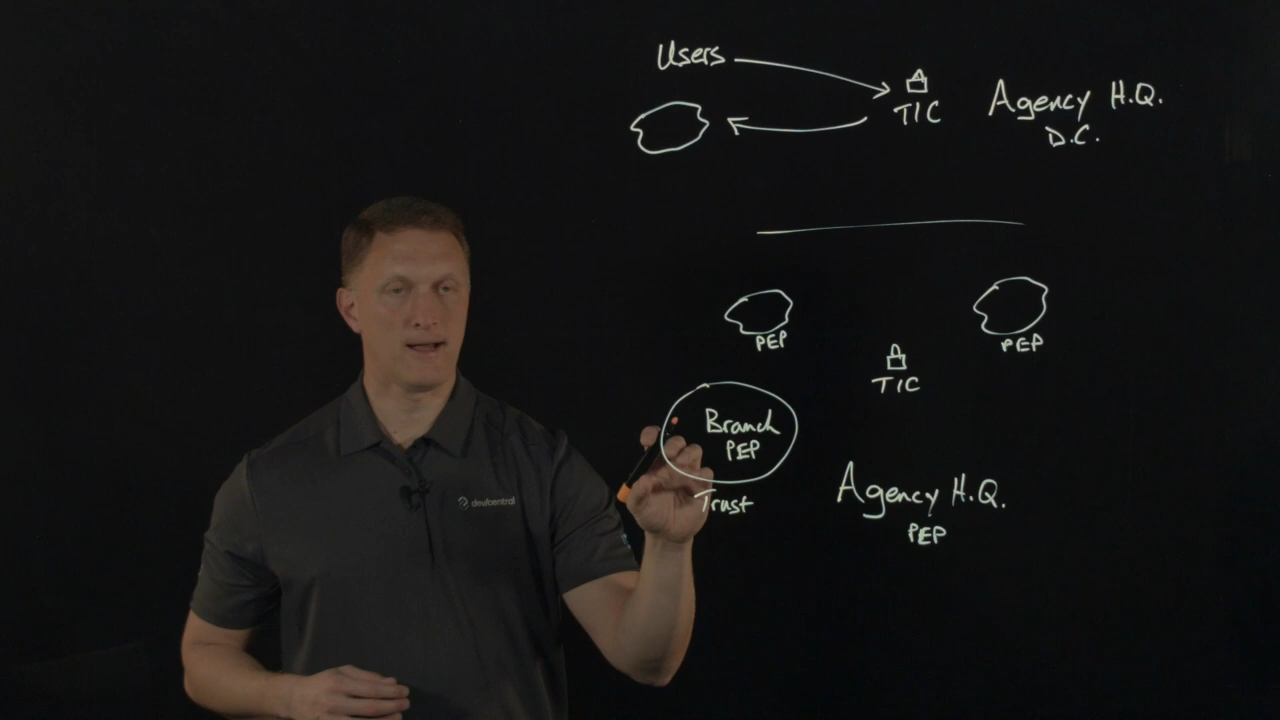 Users
TIC
Agency H.Q.
D.C.
PEP
PEP
TIC
Branch
PEP
Trust
Agency H.Q.
PEP
devcentral